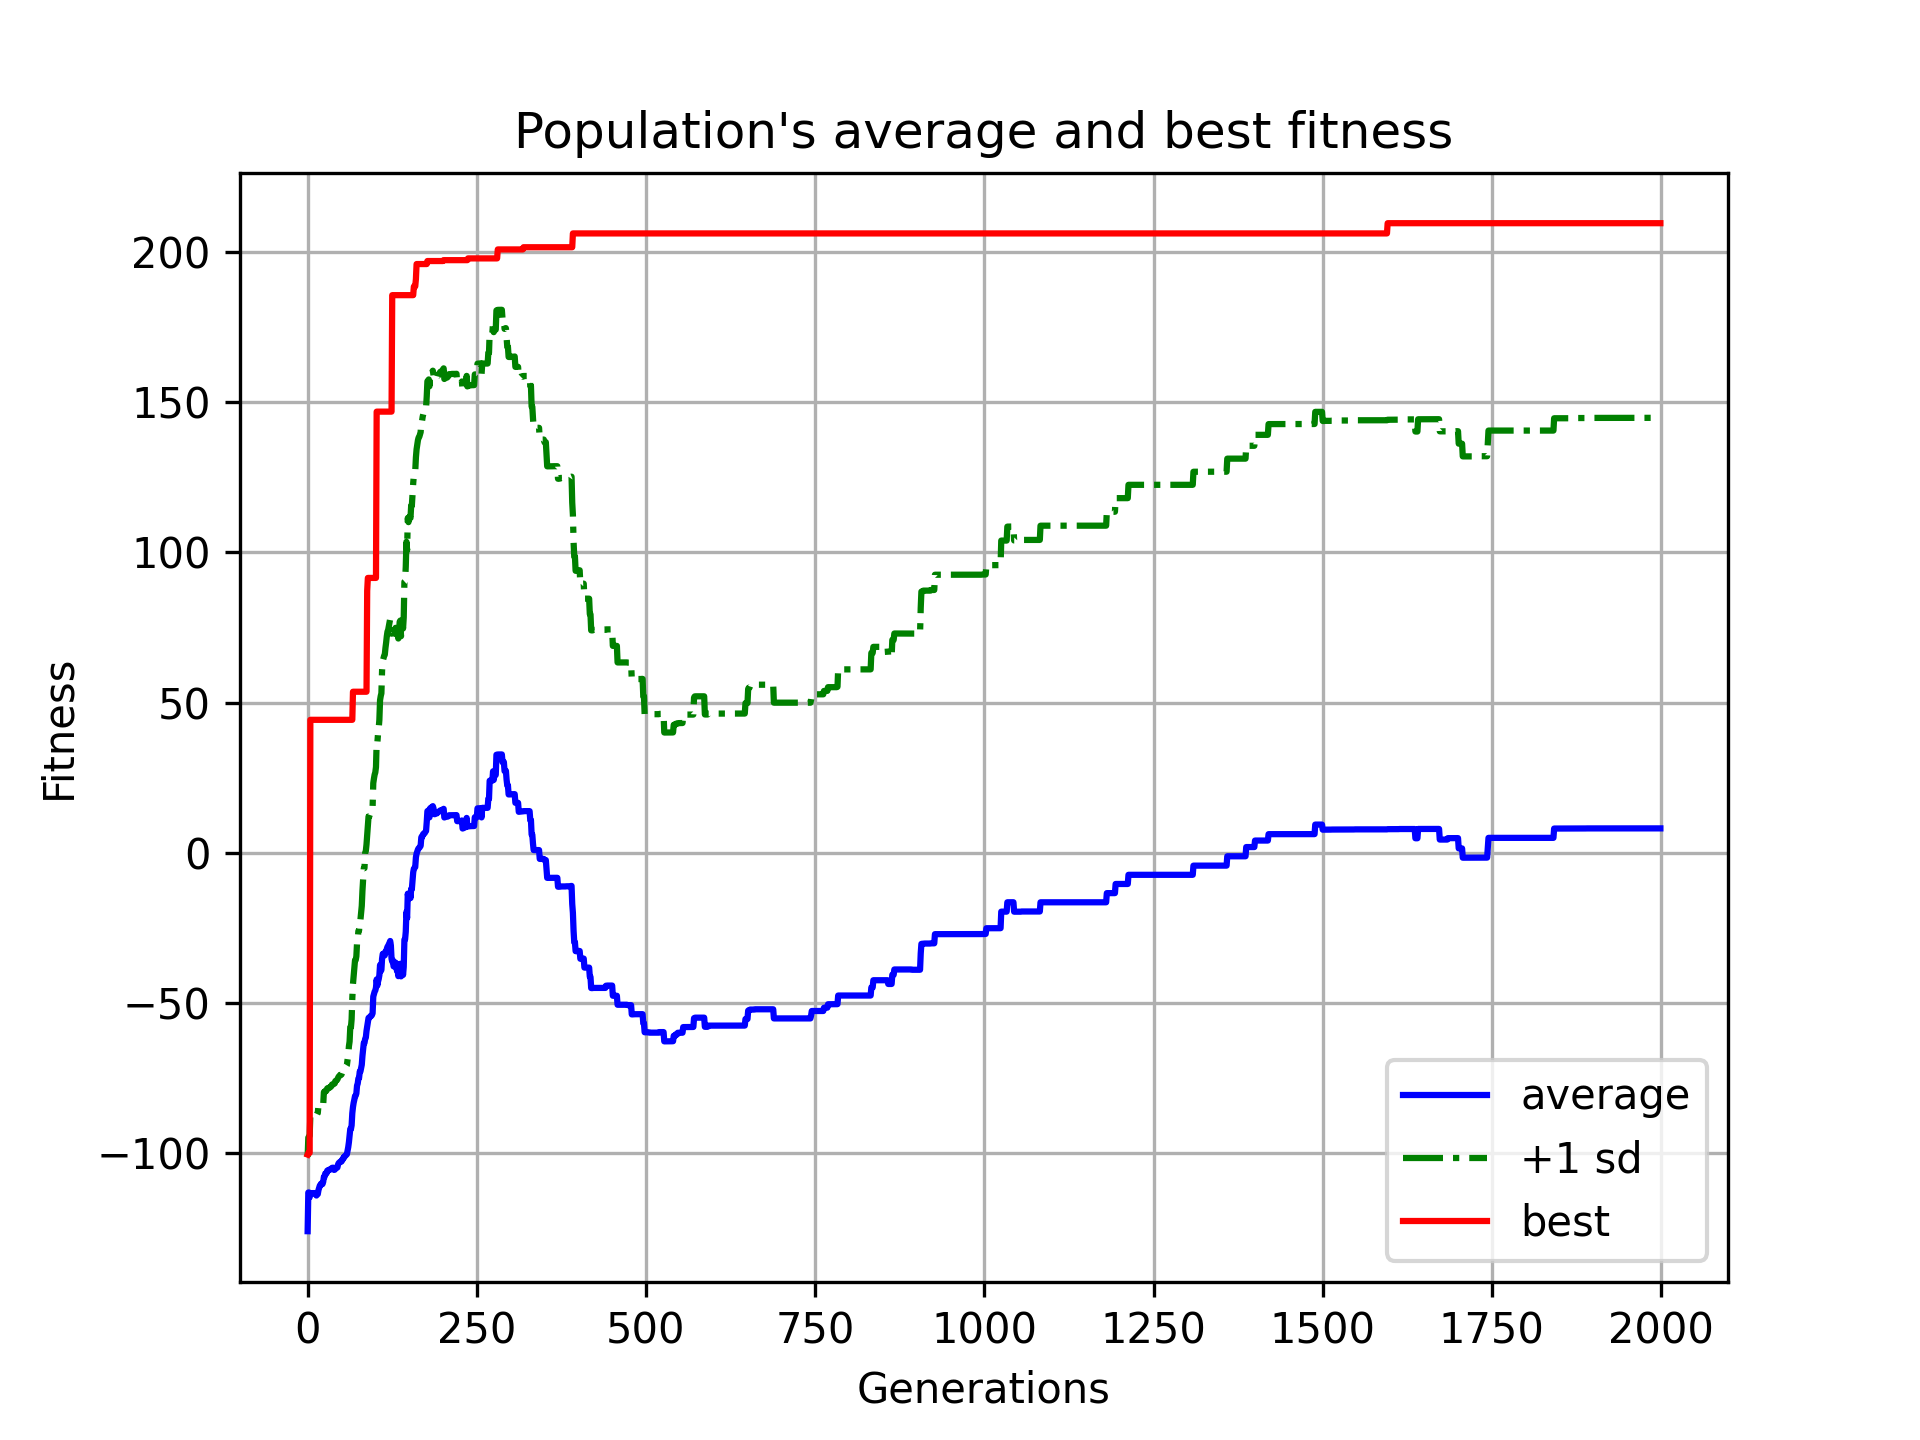 Population's average and best fitness
Fitness
200
150
100
50
0
−50
−100
0 250 500 750 1000 1250 1500 1750 2000
Generations
average
+1 sd
best